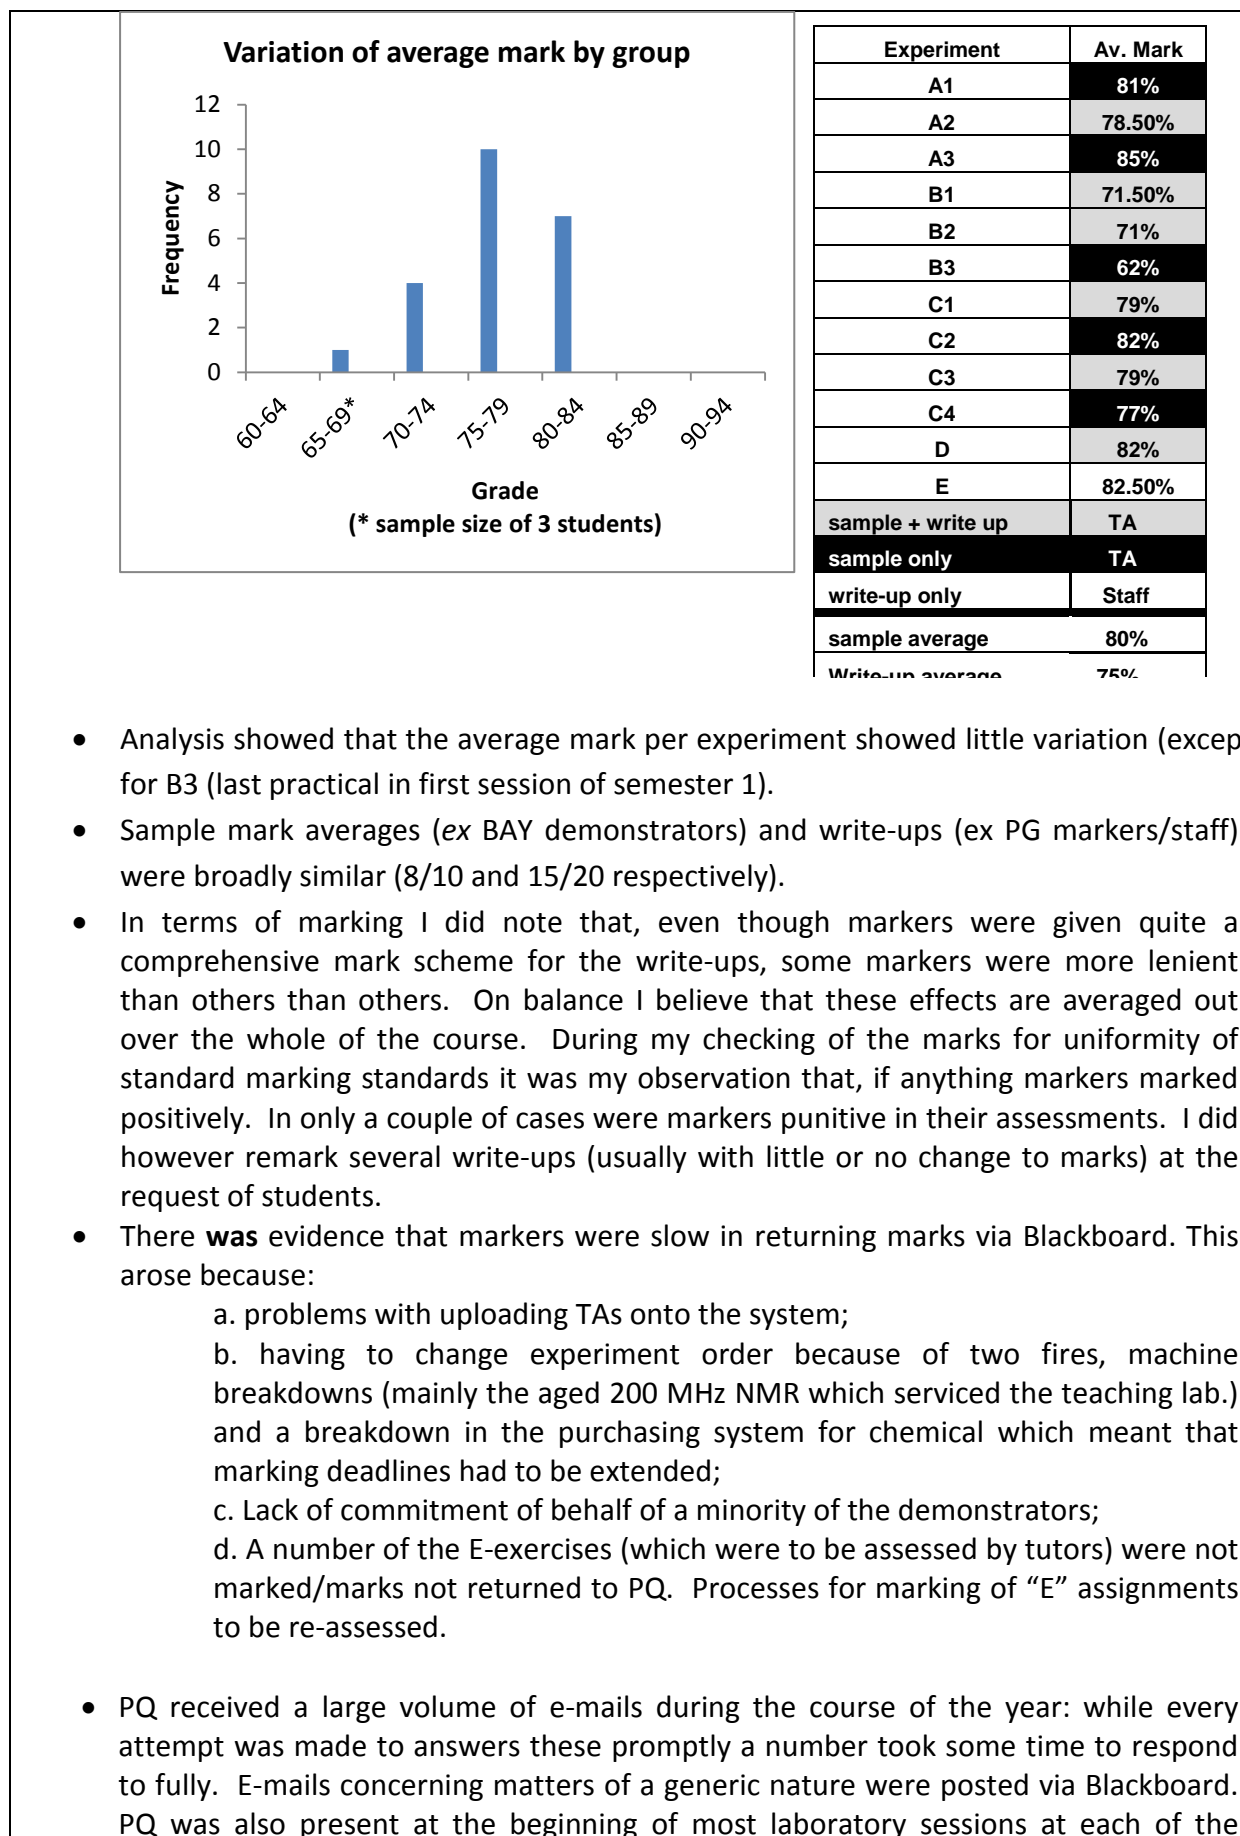 Variation of average mark by group
12
10
8
6
4
2
0
Frequency
60-64
65-69*
70-74
75-79
80-84
85-89
90-94
Grade
(* sample size of 3 students)
Experiment Av. Mark
A1 81%
A2 78.50%
A3 85%
B1 71.50%
B2 71%
B3 62%
C1 79%
C2 82%
C3 79%
C4 77%
D 82%
E 82.50%
sample + write up TA
sample only TA
write-up only Staff
sample average 80%
Write-up average 75%
• Analysis showed that the average mark per experiment showed little variation (excep
for B3 (last practical in first session of semester 1).
• Sample mark averages (ex BAY demonstrators) and write-ups (ex PG markers/staff)
were broadly similar (8/10 and 15/20 respectively).
• In terms of marking I did note that, even though markers were given quite a
comprehensive mark scheme for the write-ups, some markers were more lenient
than others than others. On balance I believe that these effects are averaged out
over the whole of the course. During my checking of the marks for uniformity of
standard marking standards it was my observation that, if anything markers marked
positively. In only a couple of cases were markers punitive in their assessments. I did
however remark several write-ups (usually with little or no change to marks) at the
request of students.
• There was evidence that markers were slow in returning marks via Blackboard. This
arose because:
a. problems with uploading TAs onto the system;
b. having to change experiment order because of two fires, machine
breakdowns (mainly the aged 200 MHz NMR which serviced the teaching lab.)
and a breakdown in the purchasing system for chemical which meant that
marking deadlines had to be extended;
c. Lack of commitment of behalf of a minority of the demonstrators;
d. A number of the E-exercises (which were to be assessed by tutors) were not
marked/marks not returned to PQ. Processes for marking of “E” assignments
to be re-assessed.
• PQ received a large volume of e-mails during the course of the year: while every
attempt was made to answers these promptly a number took some time to respond
to fully. E-mails concerning matters of a generic nature were posted via Blackboard.
PQ was also present at the beginning of most laboratory sessions at each of the